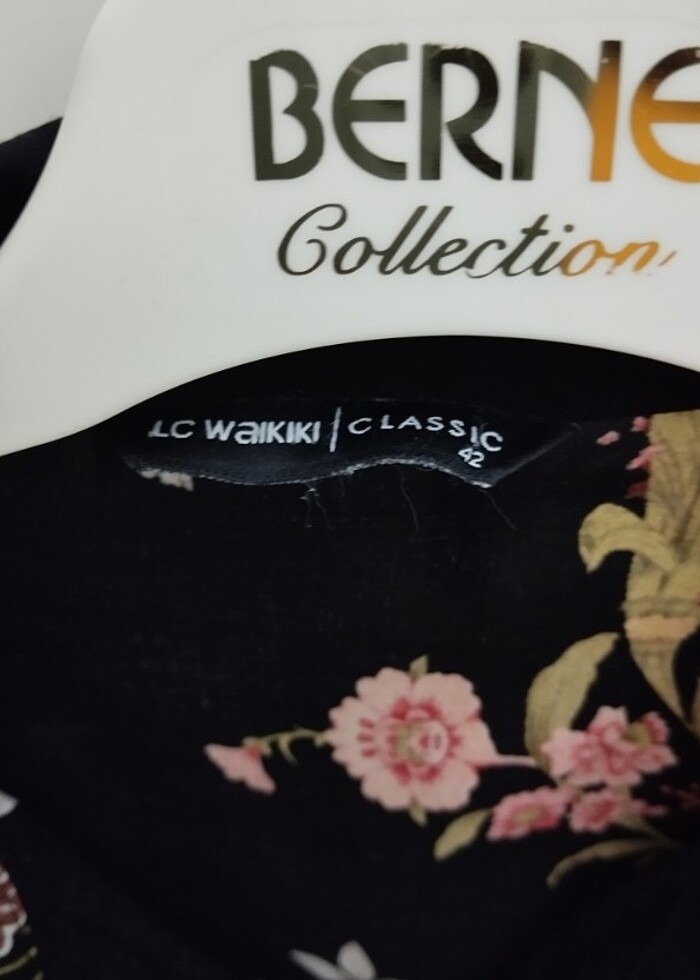 BERNE
Collection
LC WAIKIKI | CLASSIC
42